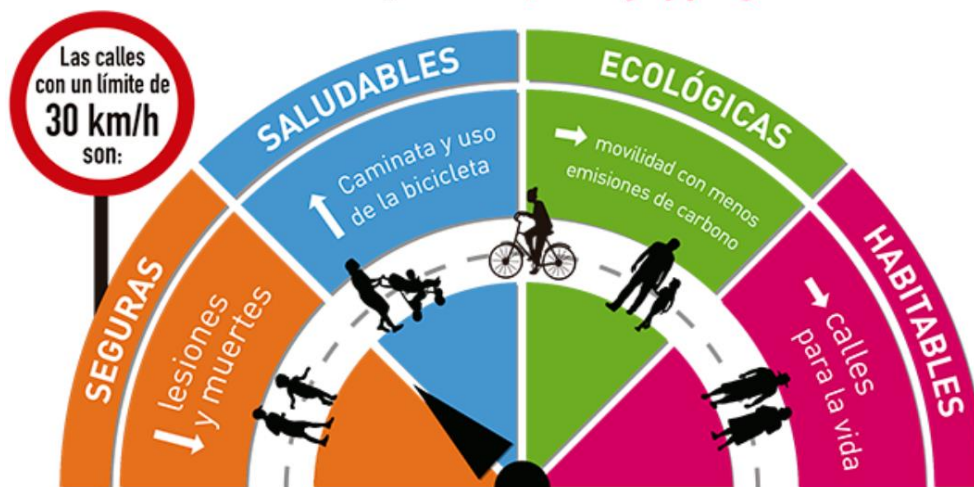 Las calles
con un límite de
30 km/h
son:
SEGURAS
↓ lesiones
y muertes
SALUDABLES
↑ Caminata y uso
de la bicicleta
ECOLÓGICAS
→ movilidad con menos
emisiones de carbono
HABITABLES
→ calles
para la vida